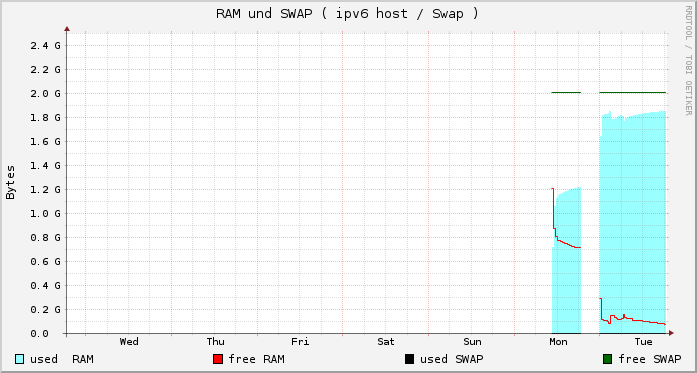 RAM und SWAP ( ipv6 host / Swap )
RRDTOOL / TOBI OETIKER
Bytes
2.4 G
2.2 G
2.0 G
1.8 G
1.6 G
1.4 G
1.2 G
1.0 G
0.8 G
0.6 G
0.4 G
0.2 G
0.0
Wed Thu Fri Sat Sun Mon Tue
used RAM free RAM used SWAP free SWAP